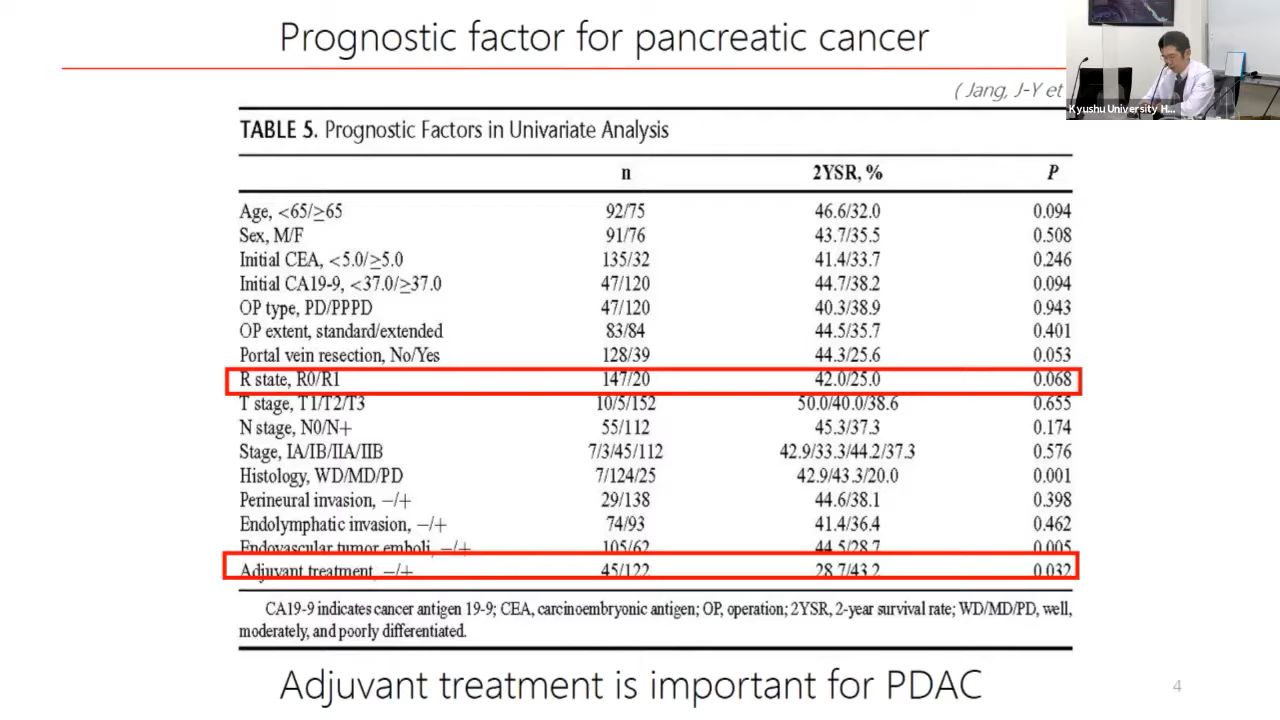 Prognostic factor for pancreatic cancer
( Jang, J-Y et
Kyushu University H...
TABLE 5. Prognostic Factors in Univariate Analysis
n 2YSR, % P
Age, <65/≥65 92/75 46.6/32.0 0.094
Sex, M/F 91/76 43.7/35.5 0.508
Initial CEA, <5.0/≥5.0 135/32 41.4/33.7 0.246
Initial CA19-9, <37.0/≥37.0 47/120 44.7/38.2 0.094
OP type, PD/PPPD 47/120 40.3/38.9 0.943
OP extent, standard/extended 83/84 44.5/35.7 0.401
Portal vein resection, No/Yes 128/39 44.3/25.6 0.053
R state, R0/R1 147/20 42.0/25.0 0.068
T stage, T1/T2/T3 10/5/152 50.0/40.0/38.6 0.655
N stage, N0/N+ 55/112 45.3/37.3 0.174
Stage, IA/IB/IIA/IIB 7/3/45/112 42.9/33.3/44.2/37.3 0.576
Histology, WD/MD/PD 7/124/25 42.9/43.3/20.0 0.001
Perineural invasion, −/+ 29/138 44.6/38.1 0.398
Endolymphatic invasion, −/+ 74/93 41.4/36.4 0.462
Endovascular tumor emboli, −/+ 105/62 44.5/28.7 0.005
Adjuvant treatment, −/+ 45/122 28.7/43.2 0.032
CA19-9 indicates cancer antigen 19-9; CEA, carcinoembryonic antigen; OP, operation; 2YSR, 2-year survival rate; WD/MD/PD, well,
moderately, and poorly differentiated.
Adjuvant treatment is important for PDAC
4